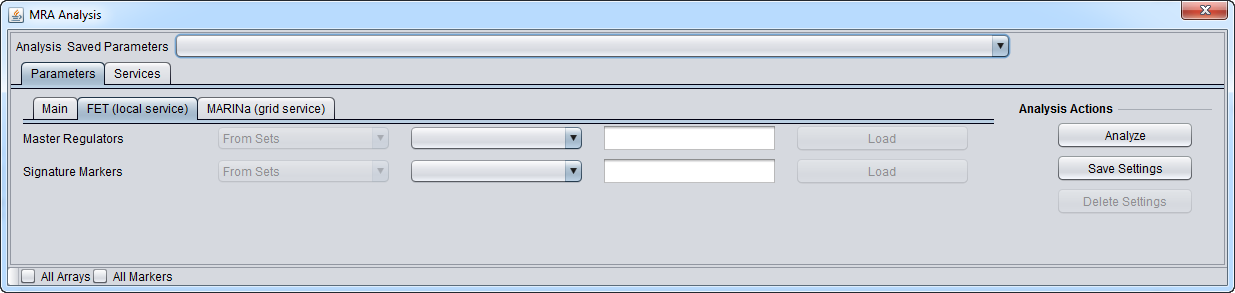 MRA Analysis
Analysis Saved Parameters
Parameters Services
Main FET (local service) MARINa (grid service)
Analysis Actions
Master Regulators From Sets Load
Analyze
Signature Markers From Sets Load
Save Settings
Delete Settings
All Arrays All Markers